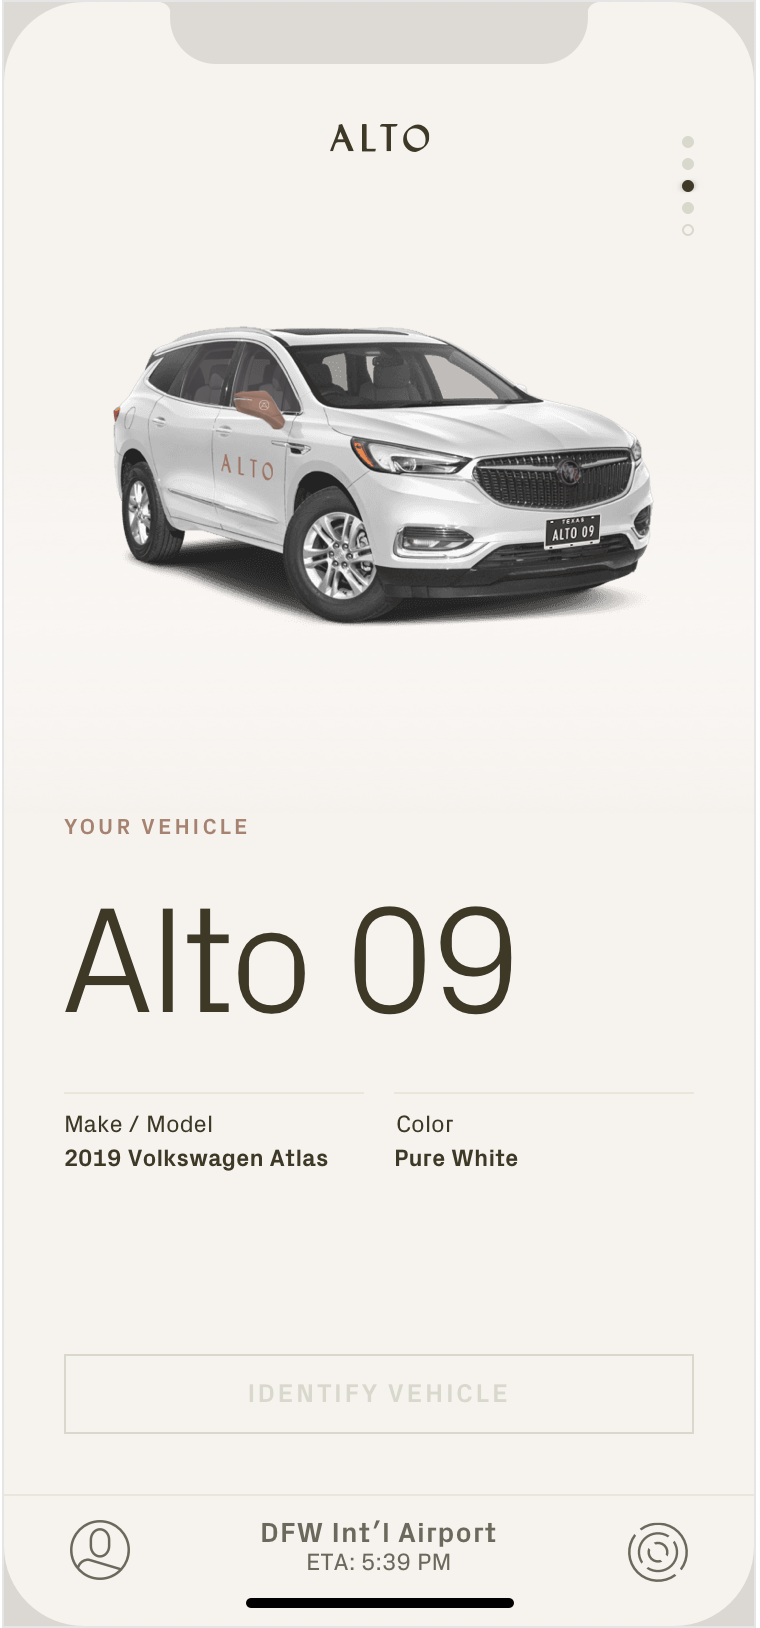 ALTO
ALTO
TEXAS
ALTO 09
YOUR VEHICLE
Alto 09
Make / Model
Color
2019 Volkswagen Atlas
Pure White
IDENTIFY VEHICLE
DFW Int’l Airport
ETA: 5:39 PM